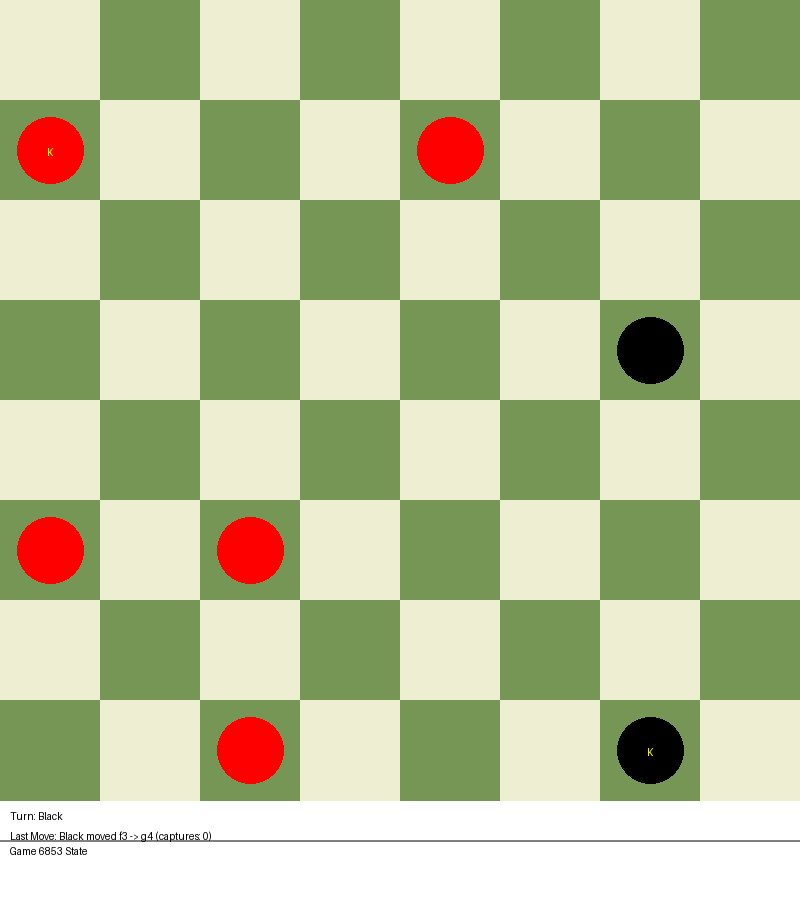 K
K
Turn: Black
Last Move: Black moved f3 -> g4 (captures: 0)
Game 6853 State